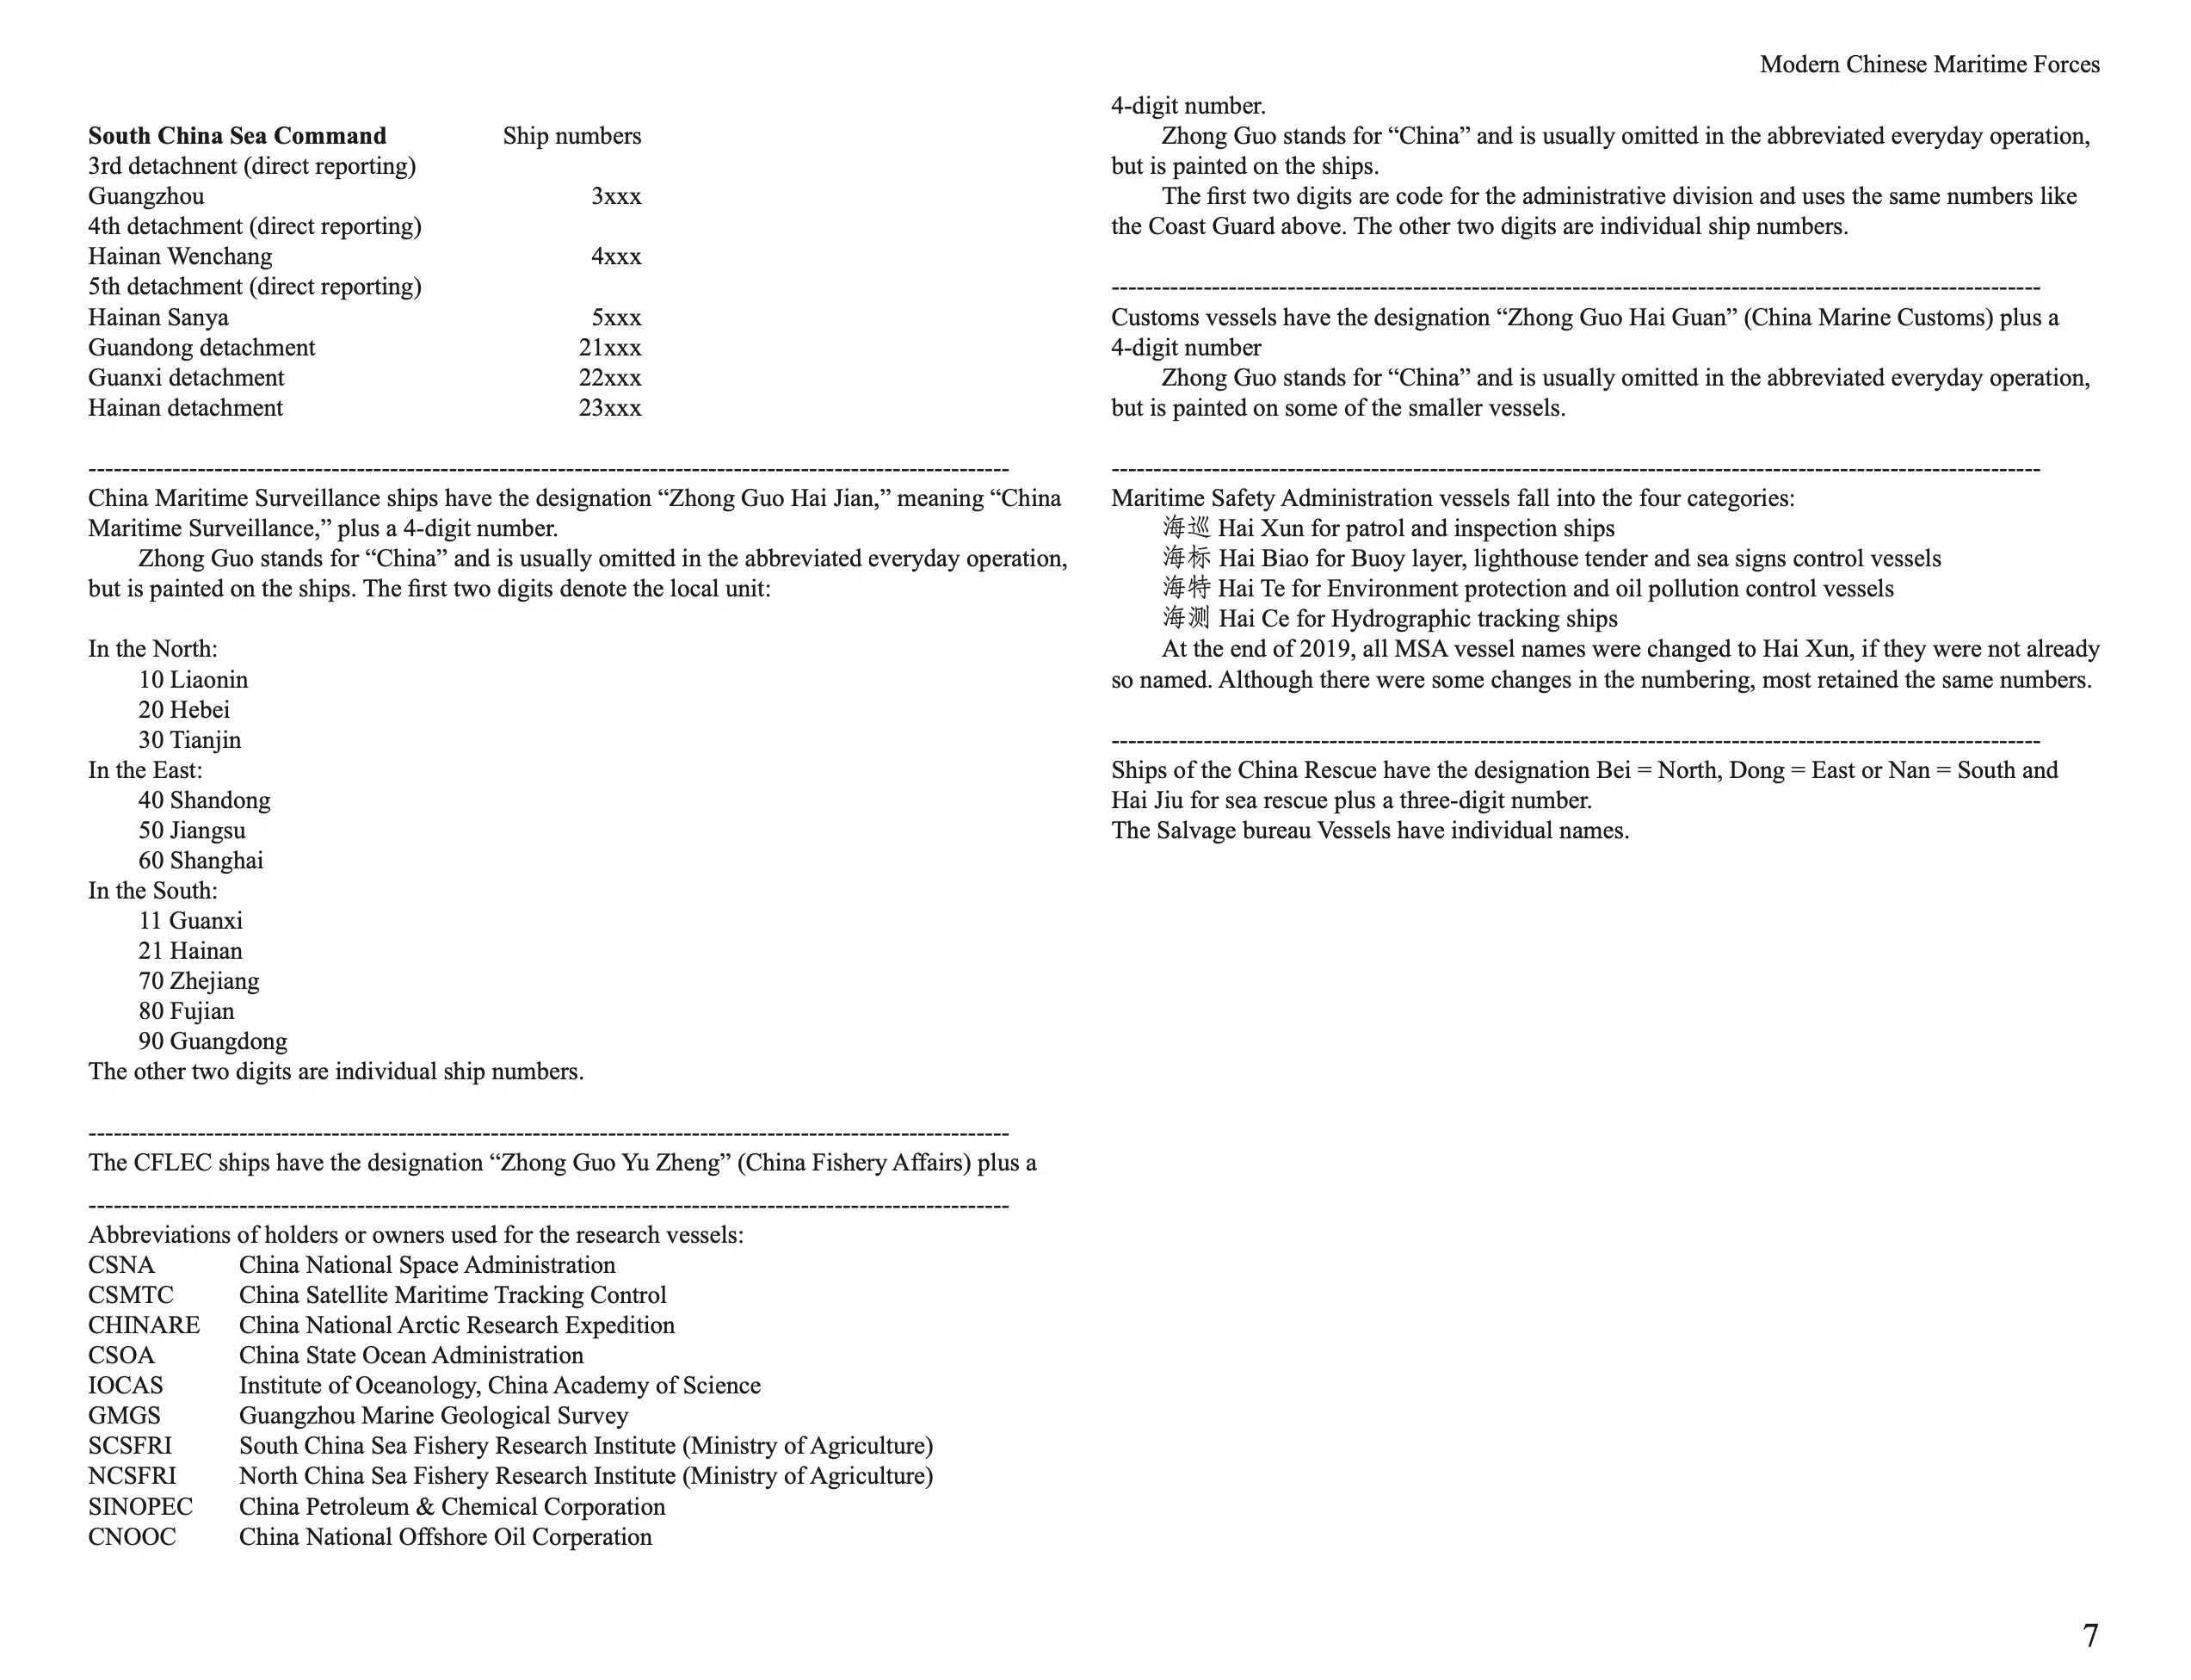 Modern Chinese Maritime Forces
South China Sea Command Ship numbers
3rd detachnent (direct reporting)
Guangzhou 3xxx
4th detachment (direct reporting)
Hainan Wenchang 4xxx
5th detachment (direct reporting)
Hainan Sanya 5xxx
Guandong detachment 21xxx
Guanxi detachment 22xxx
Hainan detachment 23xxx
--------------------------------------------------------------------------------------------------------------
China Maritime Surveillance ships have the designation “Zhong Guo Hai Jian,” meaning “China
Maritime Surveillance,” plus a 4-digit number.
Zhong Guo stands for “China” and is usually omitted in the abbreviated everyday operation,
but is painted on the ships. The first two digits denote the local unit:
In the North:
10 Liaonin
20 Hebei
30 Tianjin
In the East:
40 Shandong
50 Jiangsu
60 Shanghai
In the South:
11 Guanxi
21 Hainan
70 Zhejiang
80 Fujian
90 Guangdong
The other two digits are individual ship numbers.
--------------------------------------------------------------------------------------------------------------
The CFLEC ships have the designation “Zhong Guo Yu Zheng” (China Fishery Affairs) plus a
--------------------------------------------------------------------------------------------------------------
Abbreviations of holders or owners used for the research vessels:
CSNA China National Space Administration
CSMTC China Satellite Maritime Tracking Control
CHINARE China National Arctic Research Expedition
CSOA China State Ocean Administration
IOCAS Institute of Oceanology, China Academy of Science
GMGS Guangzhou Marine Geological Survey
SCSFRI South China Sea Fishery Research Institute (Ministry of Agriculture)
NCSFRI North China Sea Fishery Research Institute (Ministry of Agriculture)
SINOPEC China Petroleum & Chemical Corporation
CNOOC China National Offshore Oil Corperation
4-digit number.
Zhong Guo stands for “China” and is usually omitted in the abbreviated everyday operation,
but is painted on the ships.
The first two digits are code for the administrative division and uses the same numbers like
the Coast Guard above. The other two digits are individual ship numbers.
---------------------------------------------------------------------------------------------------------------
Customs vessels have the designation “Zhong Guo Hai Guan” (China Marine Customs) plus a
4-digit number
Zhong Guo stands for “China” and is usually omitted in the abbreviated everyday operation,
but is painted on some of the smaller vessels.
---------------------------------------------------------------------------------------------------------------
Maritime Safety Administration vessels fall into the four categories:
海巡 Hai Xun for patrol and inspection ships
海标 Hai Biao for Buoy layer, lighthouse tender and sea signs control vessels
海特 Hai Te for Environment protection and oil pollution control vessels
海测 Hai Ce for Hydrographic tracking ships
At the end of 2019, all MSA vessel names were changed to Hai Xun, if they were not already
so named. Although there were some changes in the numbering, most retained the same numbers.
---------------------------------------------------------------------------------------------------------------
Ships of the China Rescue have the designation Bei = North, Dong = East or Nan = South and
Hai Jiu for sea rescue plus a three-digit number.
The Salvage bureau Vessels have individual names.
7